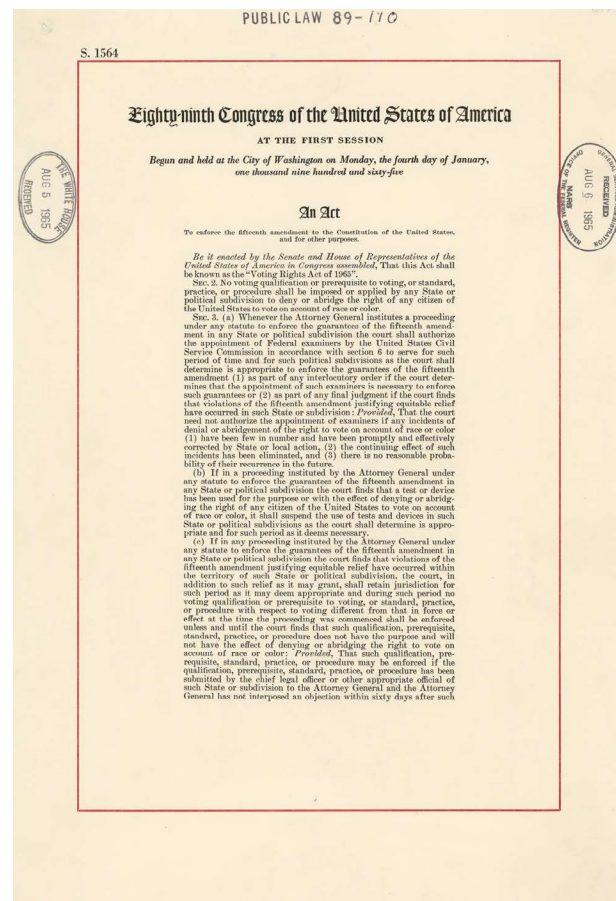 PUBLIC LAW 89-110
S. 1564
Eighty-ninth Congress of the United States of America
AT THE FIRST SESSION
Begun and held at the City of Washington on Monday, the fourth day of January,
one thousand nine hundred and sixty-five
THE WHITE HOUSE
AUG 5 1965
RECEIVED
RECEIVED
AUG 6 1965
NARS
OFFICE OF THE FEDERAL REGISTER
An Act
To enforce the fifteenth amendment to the Constitution of the United States,
and for other purposes.
Be it enacted by the Senate and House of Representatives of the
United States of America in Congress assembled, That this Act shall
be known as the "Voting Rights Act of 1965".
SEC. 2. No voting qualification or prerequisite to voting, or standard,
practice, or procedure shall be imposed or applied by any State or
political subdivision to deny or abridge the right of any citizen of
the United States to vote on account of race or color.
SEC. 3. (a) Whenever the Attorney General institutes a proceeding
under any statute to enforce the guarantees of the fifteenth amend-
ment in any State or political subdivision the court shall authorize
the appointment of Federal examiners by the United States Civil
Service Commission in accordance with section 6 to serve for such
period of time and for such political subdivisions as the court shall
determine is appropriate to enforce the guarantees of the fifteenth
amendment (1) as part of any interlocutory order if the court deter-
mines that the appointment of such examiners is necessary to enforce
such guarantees or (2) as part of any final judgment if the court finds
that violations of the fifteenth amendment justifying equitable relief
have occurred in such State or subdivision: Provided, That the court
need not authorize the appointment of examiners if any incidents of
denial or abridgement of the right to vote on account of race or color
(1) have been few in number and have been promptly and effectively
corrected by State or local action, (2) the continuing effect of such
incidents has been eliminated, and (3) there is no reasonable proba-
bility of their recurrence in the future.
(b) If in a proceeding instituted by the Attorney General under
any statute to enforce the guarantees of the fifteenth amendment in
any State or political subdivision the court finds that a test or device
has been used for the purpose or with the effect of denying or abridg-
ing the right of any citizen of the United States to vote on account
of race or color, it shall suspend the use of tests and devices in such
State or political subdivisions as the court shall determine is appro-
priate and for such period as it deems necessary.
(c) If in any proceeding instituted by the Attorney General under
any statute to enforce the guarantees of the fifteenth amendment in
any State or political subdivision the court finds that violations of the
fifteenth amendment justifying equitable relief have occurred within
the territory of such State or political subdivision, the court, in
addition to such relief as it may grant, shall retain jurisdiction for
such period as it may deem appropriate and during such period no
voting qualification or prerequisite to voting, or standard, practice,
or procedure with respect to voting different from that in force or
effect at the time the proceeding was commenced shall be enforced
unless and until the court finds that such qualification, prerequisite,
standard, practice, or procedure does not have the purpose and will
not have the effect of denying or abridging the right to vote on
account of race or color: Provided, That such qualification, pre-
requisite, standard, practice, or procedure may be enforced if the
qualification, prerequisite, standard, practice, or procedure has been
submitted by the chief legal officer or other appropriate official of
such State or subdivision to the Attorney General and the Attorney
General has not interposed an objection within sixty days after such